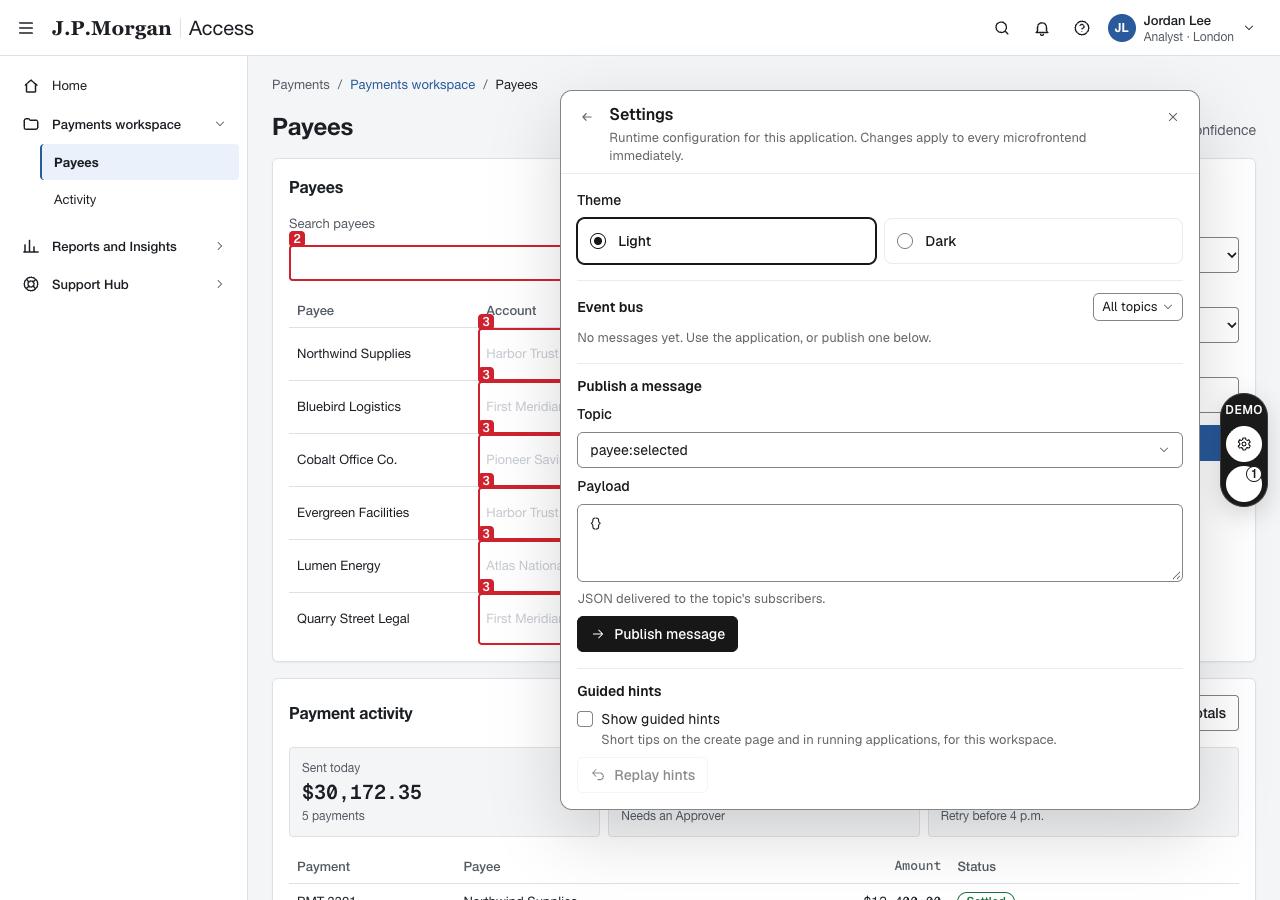 J.P.Morgan Access
JL
Jordan Lee
Analyst · London
Home
Payments workspace
Payees
Activity
Reports and Insights
Support Hub
Payments / Payments workspace / Payees
Payees
Payees
Search payees
2
Payee Account
3
Northwind Supplies Harbor Trust
3
Bluebird Logistics First Meridia
3
Cobalt Office Co. Pioneer Savi
3
Evergreen Facilities Harbor Trust
3
Lumen Energy Atlas Nationa
3
Quarry Street Legal First Meridia
Payment activity
Sent today
$30,172.35
5 payments
Needs an Approver
Retry before 4 p.m.
Payment Payee Amount Status
Settings
Runtime configuration for this application. Changes apply to every microfrontend
immediately.
Theme
Light
Dark
Event bus
All topics
No messages yet. Use the application, or publish one below.
Publish a message
Topic
payee:selected
Payload
{}
JSON delivered to the topic's subscribers.
Publish message
Guided hints
Show guided hints
Short tips on the create page and in running applications, for this workspace.
Replay hints
DEMO
1